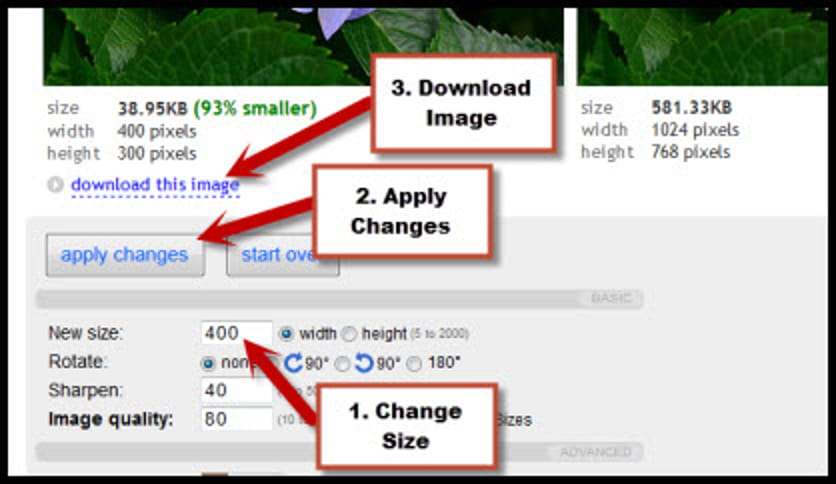 size 38.95KB (93% smaller)
width 400 pixels
height 300 pixels
download this image
size 581.33KB
width 1024 pixels
height 768 pixels
3. Download
Image
2. Apply
Changes
apply changes start ove
BASIC
New size: 400 width height (5 to 2000)
Rotate: none 90° 90° 180°
Sharpen: 40
Image quality: 80 (10
1. Change
Size
ADVANCED